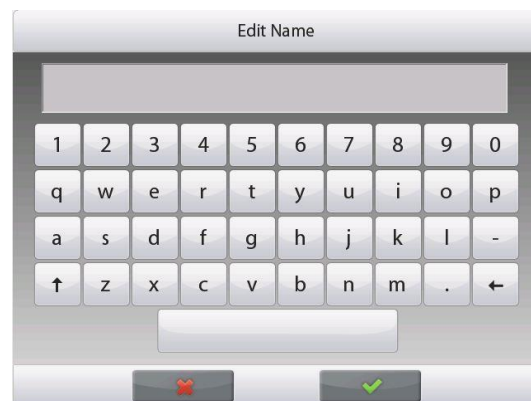 Edit Name
1 2 3 4 5 6 7 8 9 0
q w e r t y u i o p
a s d f g h j k l -
↑ z x c v b n m . ←